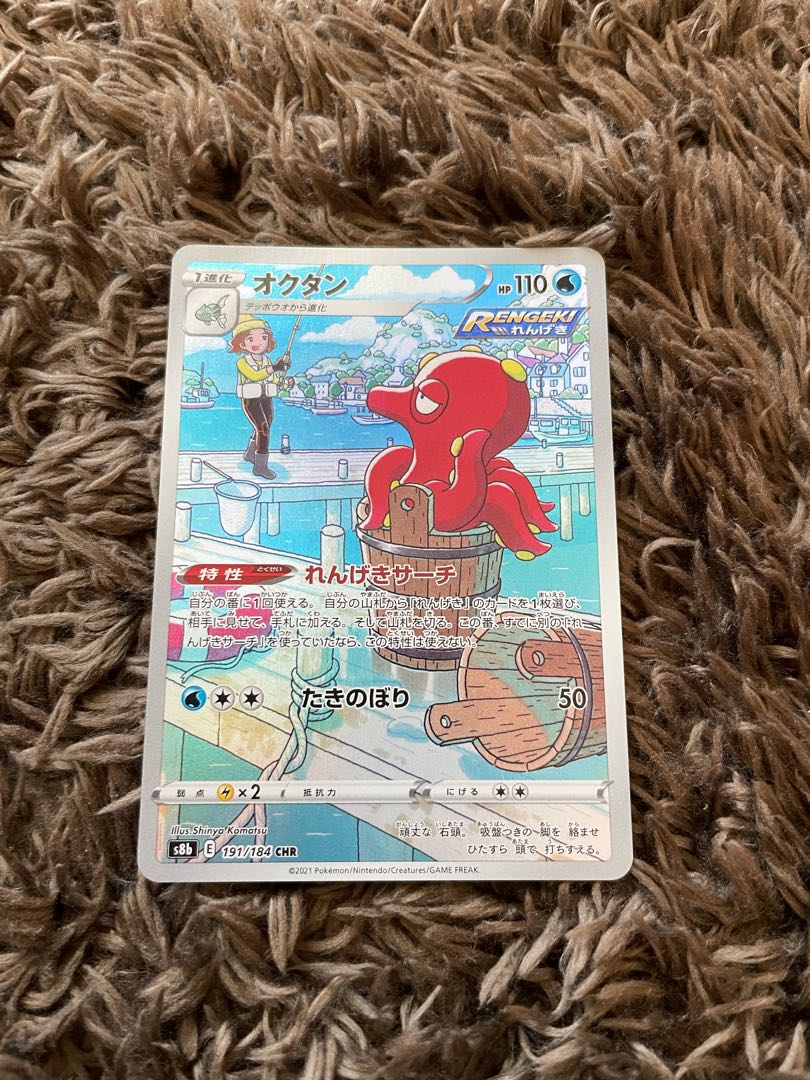 1進化 オクタン HP 110
テッポウオから進化
RENGEKI
れんげき
特性 とくせい れんげきサーチ
自分の番に1回使える。自分の山札から「れんげき」のカードを1枚選び、
相手に見せて、手札に加える。そして山札を切る。この番、すでに別の「れ
んげきサーチ」を使っていたなら、この特性は使えない。
たきのぼり 50
弱点 ×2 抵抗力 にげる
Illus. Shinya Komatsu
頑丈な 石頭。 吸盤つきの 脚を 絡ませ
ひたすら 頭で 打ちすえる。
s8b E 191/184 CHR
©2021 Pokémon/Nintendo/Creatures/GAME FREAK.